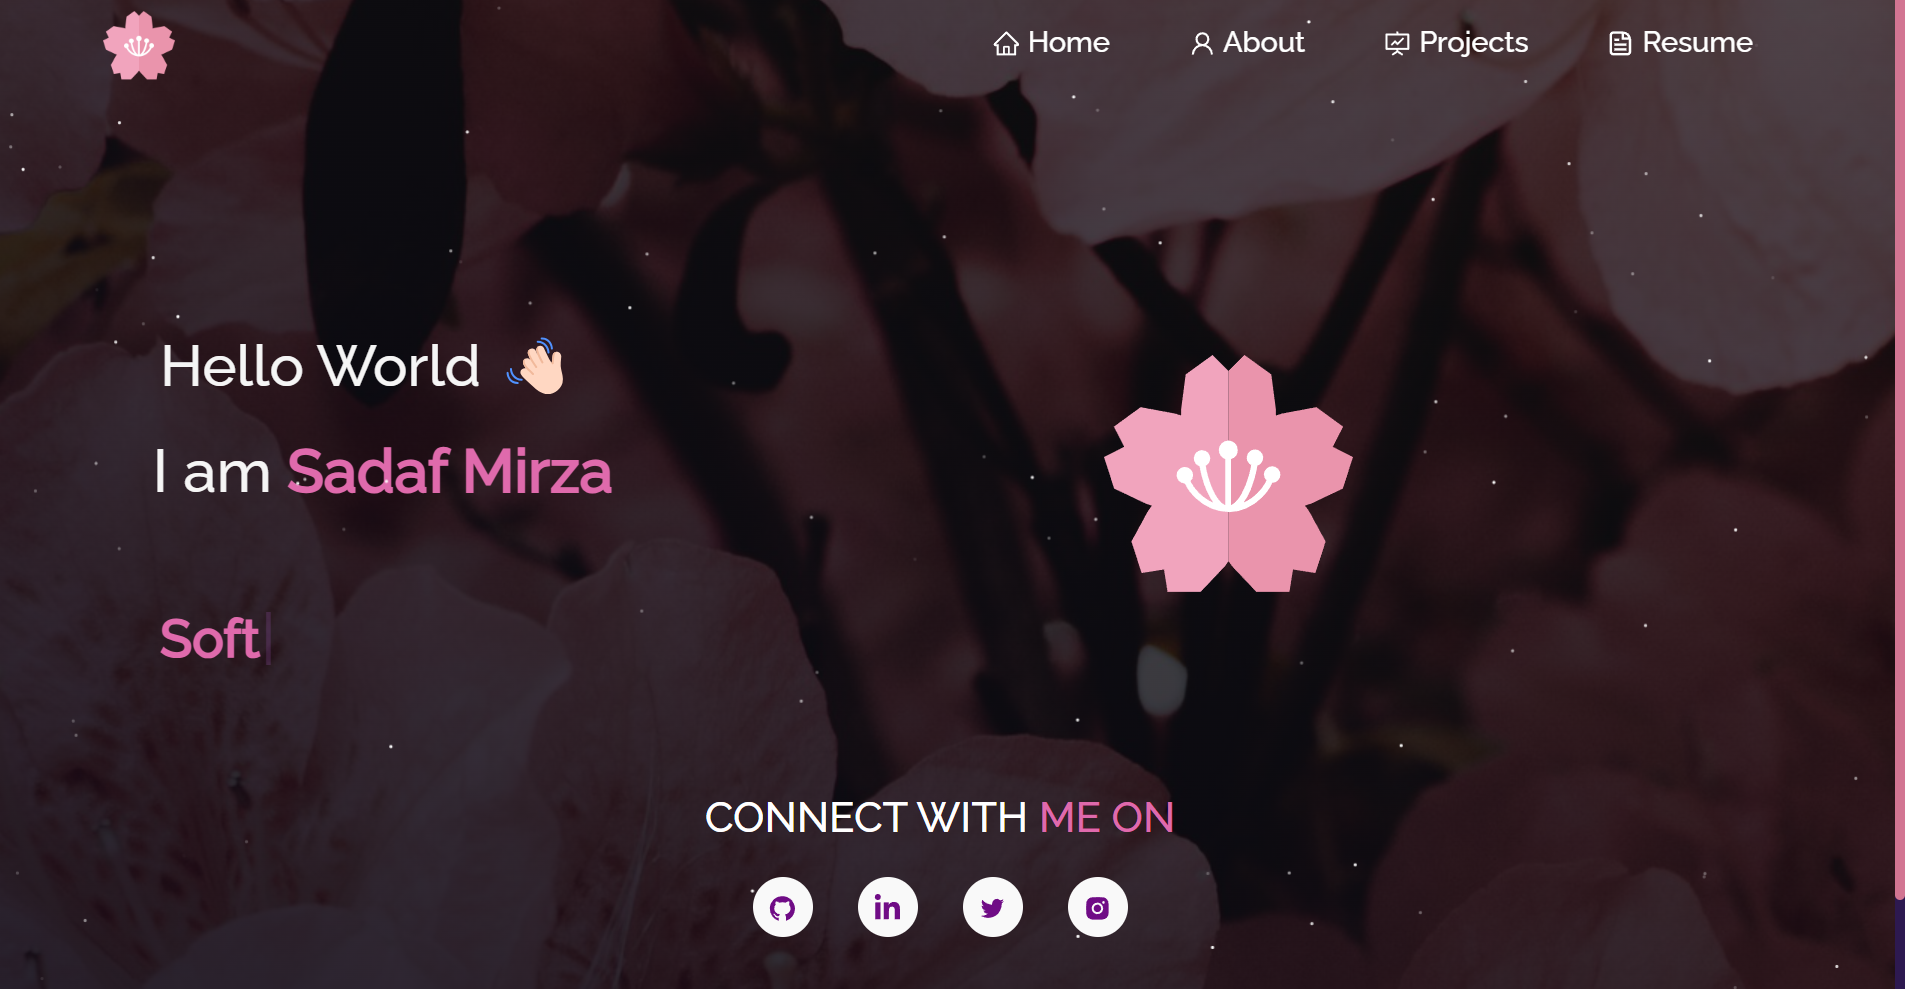 Home
About
Projects
Resume
Hello World
I am Sadaf Mirza
Soft
CONNECT WITH ME ON